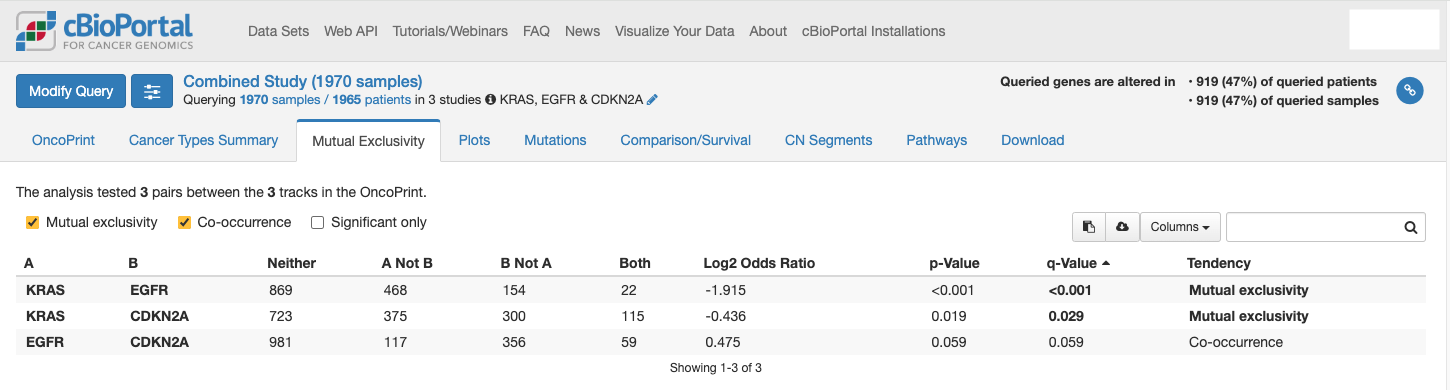 cBioPortal
FOR CANCER GENOMICS
Data Sets Web API Tutorials/Webinars FAQ News Visualize Your Data About cBioPortal Installations
Modify Query
Combined Study (1970 samples)
Querying 1970 samples / 1965 patients in 3 studies KRAS, EGFR & CDKN2A
Queried genes are altered in
• 919 (47%) of queried patients
• 919 (47%) of queried samples
OncoPrint Cancer Types Summary Mutual Exclusivity Plots Mutations Comparison/Survival CN Segments Pathways Download
The analysis tested 3 pairs between the 3 tracks in the OncoPrint.
Mutual exclusivity Co-occurrence Significant only
Columns
A B Neither A Not B B Not A Both Log2 Odds Ratio p-Value q-Value Tendency
KRAS EGFR 869 468 154 22 -1.915 <0.001 <0.001 Mutual exclusivity
KRAS CDKN2A 723 375 300 115 -0.436 0.019 0.029 Mutual exclusivity
EGFR CDKN2A 981 117 356 59 0.475 0.059 0.059 Co-occurrence
Showing 1-3 of 3